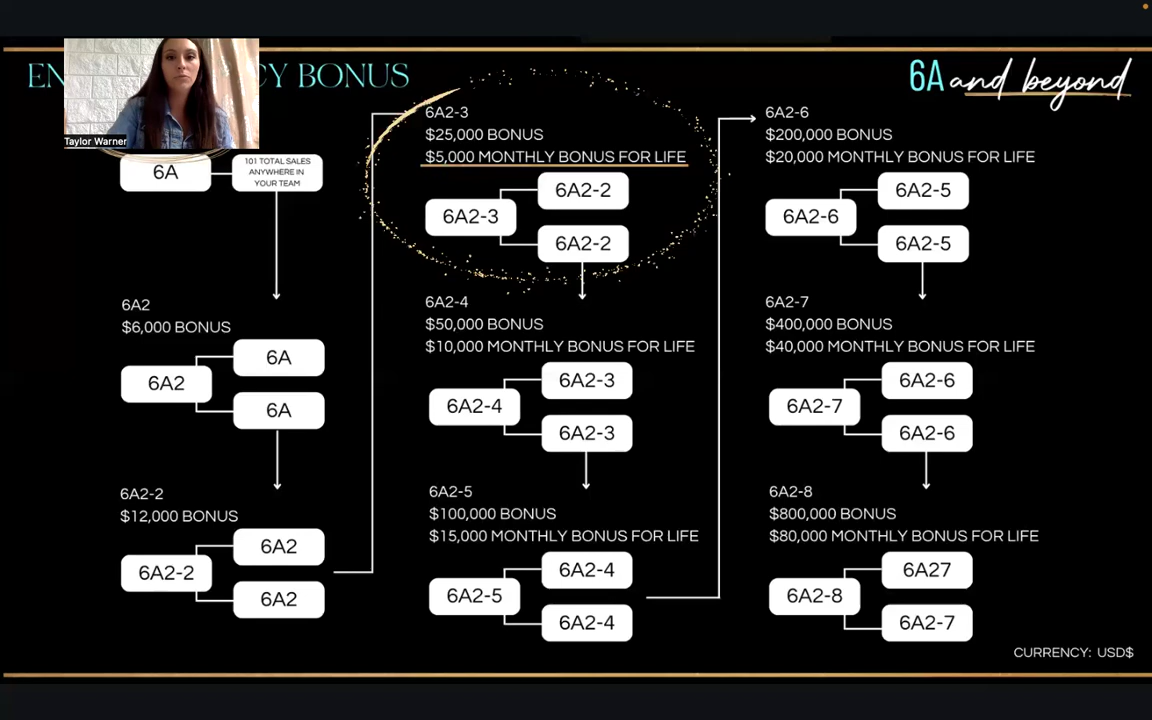 EN CY BONUS
6A and beyond
Taylor Warner
6A
101 TOTAL SALES
ANYWHERE IN
YOUR TEAM
6A2
$6,000 BONUS
6A2
6A
6A
6A2-2
$12,000 BONUS
6A2-2
6A2
6A2
6A2-3
$25,000 BONUS
$5,000 MONTHLY BONUS FOR LIFE
6A2-3
6A2-2
6A2-2
6A2-4
$50,000 BONUS
$10,000 MONTHLY BONUS FOR LIFE
6A2-4
6A2-3
6A2-3
6A2-5
$100,000 BONUS
$15,000 MONTHLY BONUS FOR LIFE
6A2-5
6A2-4
6A2-4
6A2-6
$200,000 BONUS
$20,000 MONTHLY BONUS FOR LIFE
6A2-6
6A2-5
6A2-5
6A2-7
$400,000 BONUS
$40,000 MONTHLY BONUS FOR LIFE
6A2-7
6A2-6
6A2-6
6A2-8
$800,000 BONUS
$80,000 MONTHLY BONUS FOR LIFE
6A2-8
6A27
6A2-7
CURRENCY: USD$